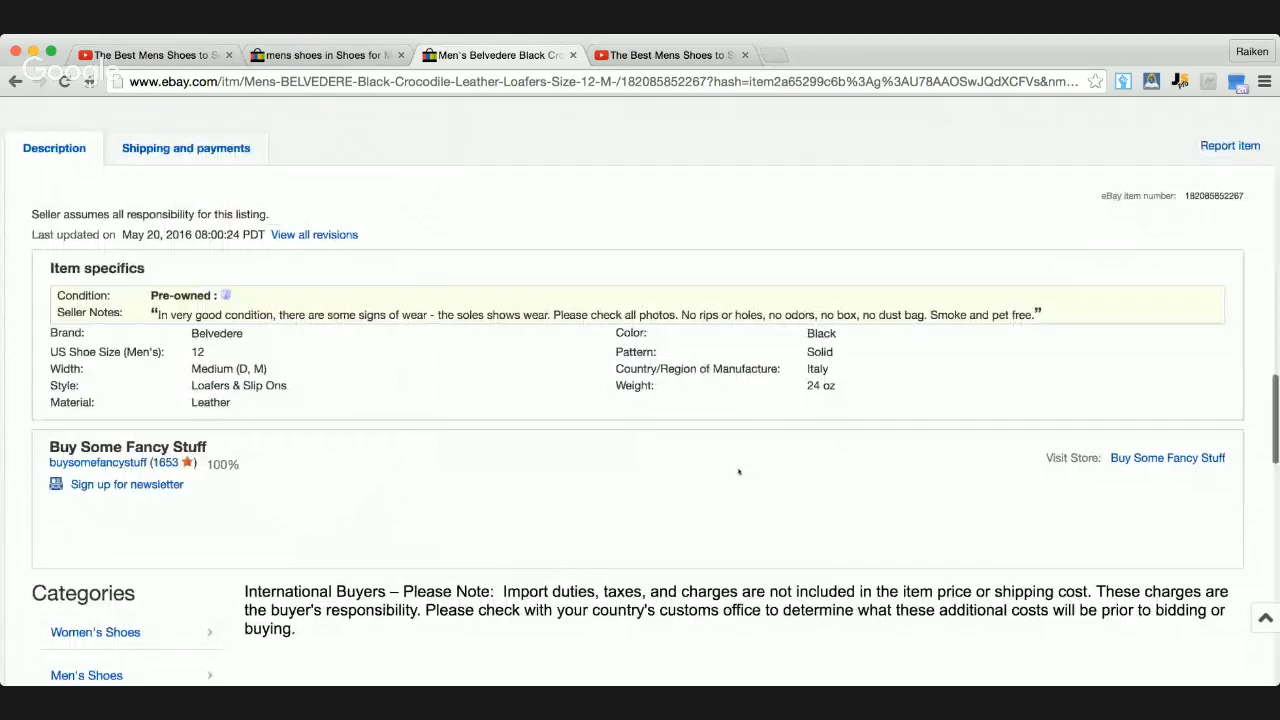 The Best Mens Shoes to S
mens shoes in Shoes for M
Men's Belvedere Black Cr
The Best Mens Shoes to S
Raiken
Google
www.ebay.com/itm/Mens-BELVEDERE-Black-Crocodile-Leather-Loafers-Size-12-M-/182085852267?hash=item2a6529dc6b%3Ag%3AU78AAOSwJQdXCFVs&nm...
Description
Shipping and payments
Report item
eBay item number: 182085852267
Seller assumes all responsibility for this listing.
Last updated on May 20, 2016 08:00:24 PDT View all revisions
Item specifics
Condition: Pre-owned :
Seller Notes: “In very good condition, there are some signs of wear - the soles shows wear. Please check all photos. No rips or holes, no odors, no box, no dust bag. Smoke and pet free.”
Brand: Belvedere Color: Black
US Shoe Size (Men's): 12 Pattern: Solid
Width: Medium (D, M) Country/Region of Manufacture: Italy
Style: Loafers & Slip Ons Weight: 24 oz
Material: Leather
Buy Some Fancy Stuff
buysomefancystuff (1653 ) 100%
Visit Store: Buy Some Fancy Stuff
Sign up for newsletter
Categories
Women's Shoes
Men's Shoes
International Buyers – Please Note: Import duties, taxes, and charges are not included in the item price or shipping cost. These charges are
the buyer's responsibility. Please check with your country's customs office to determine what these additional costs will be prior to bidding or
buying.